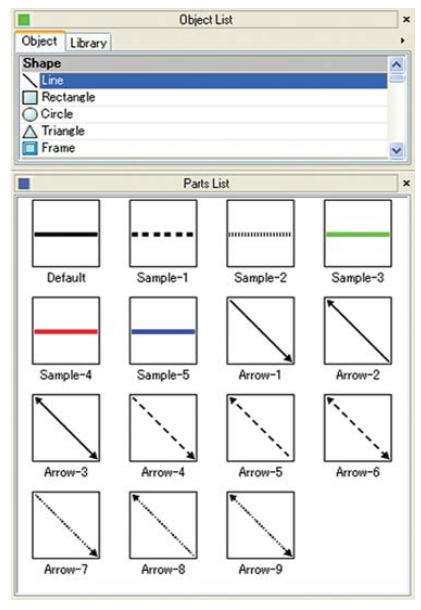 Object List
Object Library
Shape
Line
Rectangle
Circle
Triangle
Frame
Parts List
Default Sample-1 Sample-2 Sample-3
Sample-4 Sample-5 Arrow-1 Arrow-2
Arrow-3 Arrow-4 Arrow-5 Arrow-6
Arrow-7 Arrow-8 Arrow-9